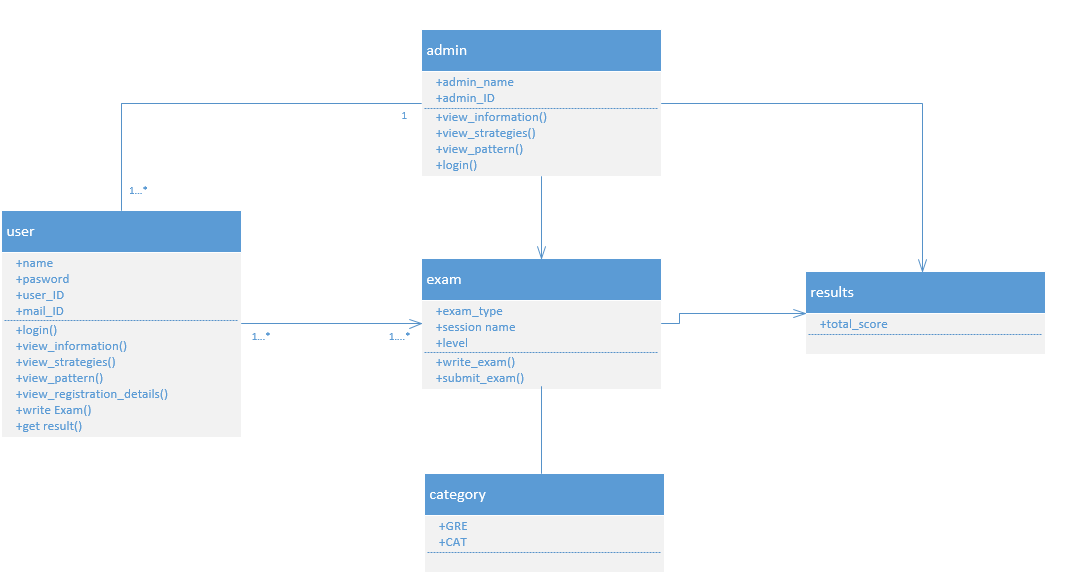 admin
+admin_name
+admin_ID
+view_information()
+view_strategies()
+view_pattern()
+login()
1
1...*
user
+name
+pasword
+user_ID
+mail_ID
+login()
+view_information()
+view_strategies()
+view_pattern()
+view_registration_details()
+write Exam()
+get result()
1...*
1....*
exam
+exam_type
+session name
+level
+write_exam()
+submit_exam()
results
+total_score
category
+GRE
+CAT